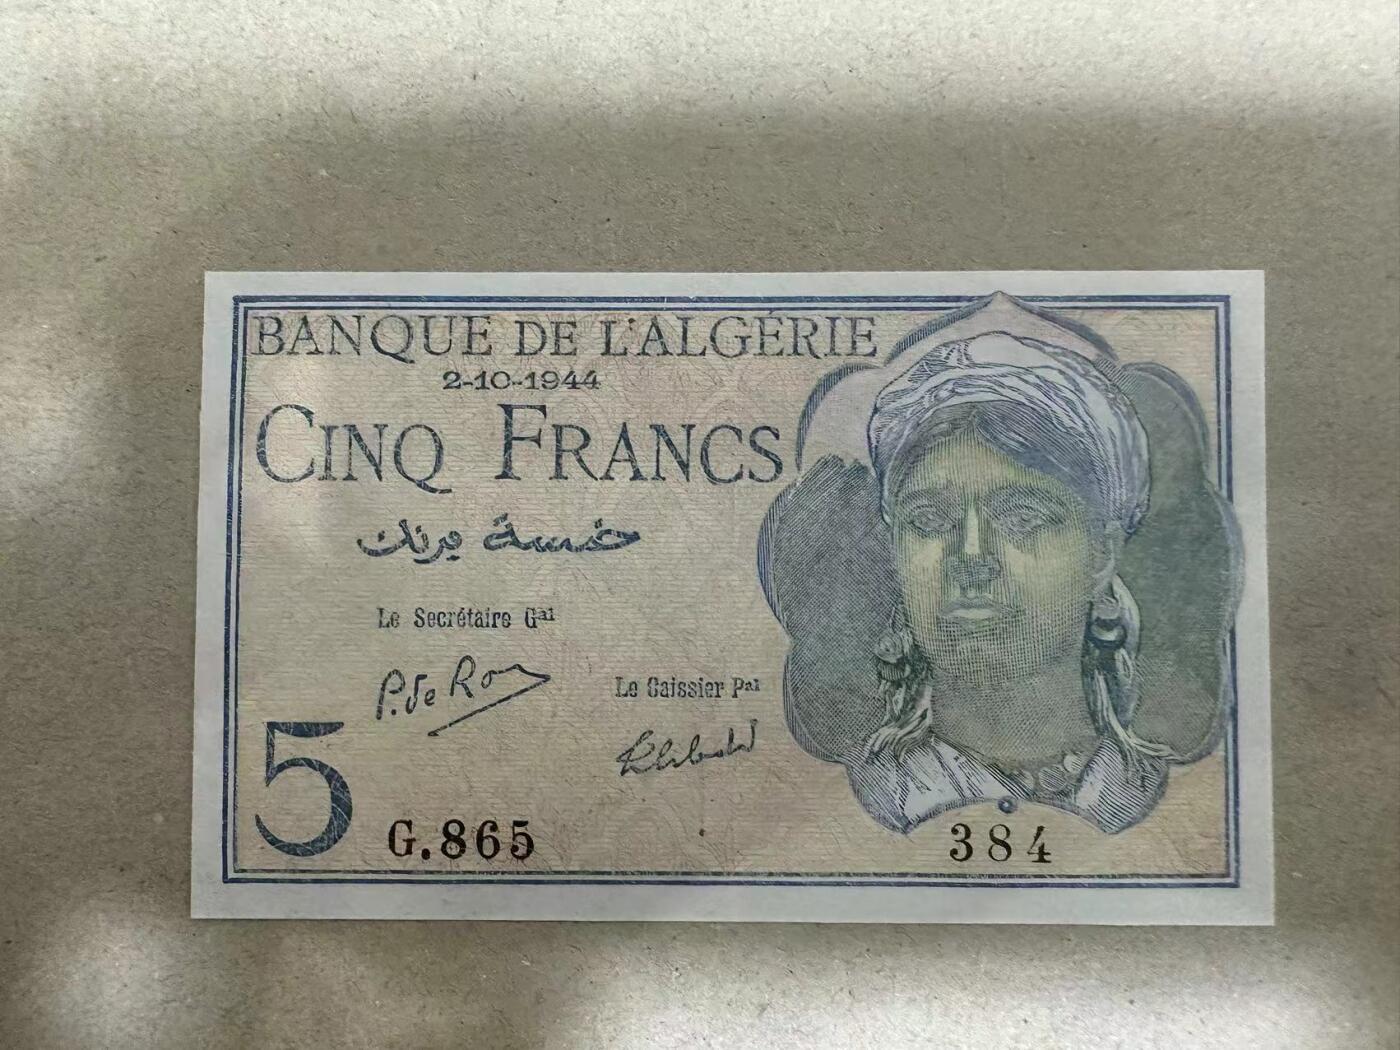 BANQUE DE L'ALGÉRIE
2-10-1944
CINQ FRANCS
خمسة فرنك
Le Secrétaire Gal
Le Caissier Pal
5
G.865
384